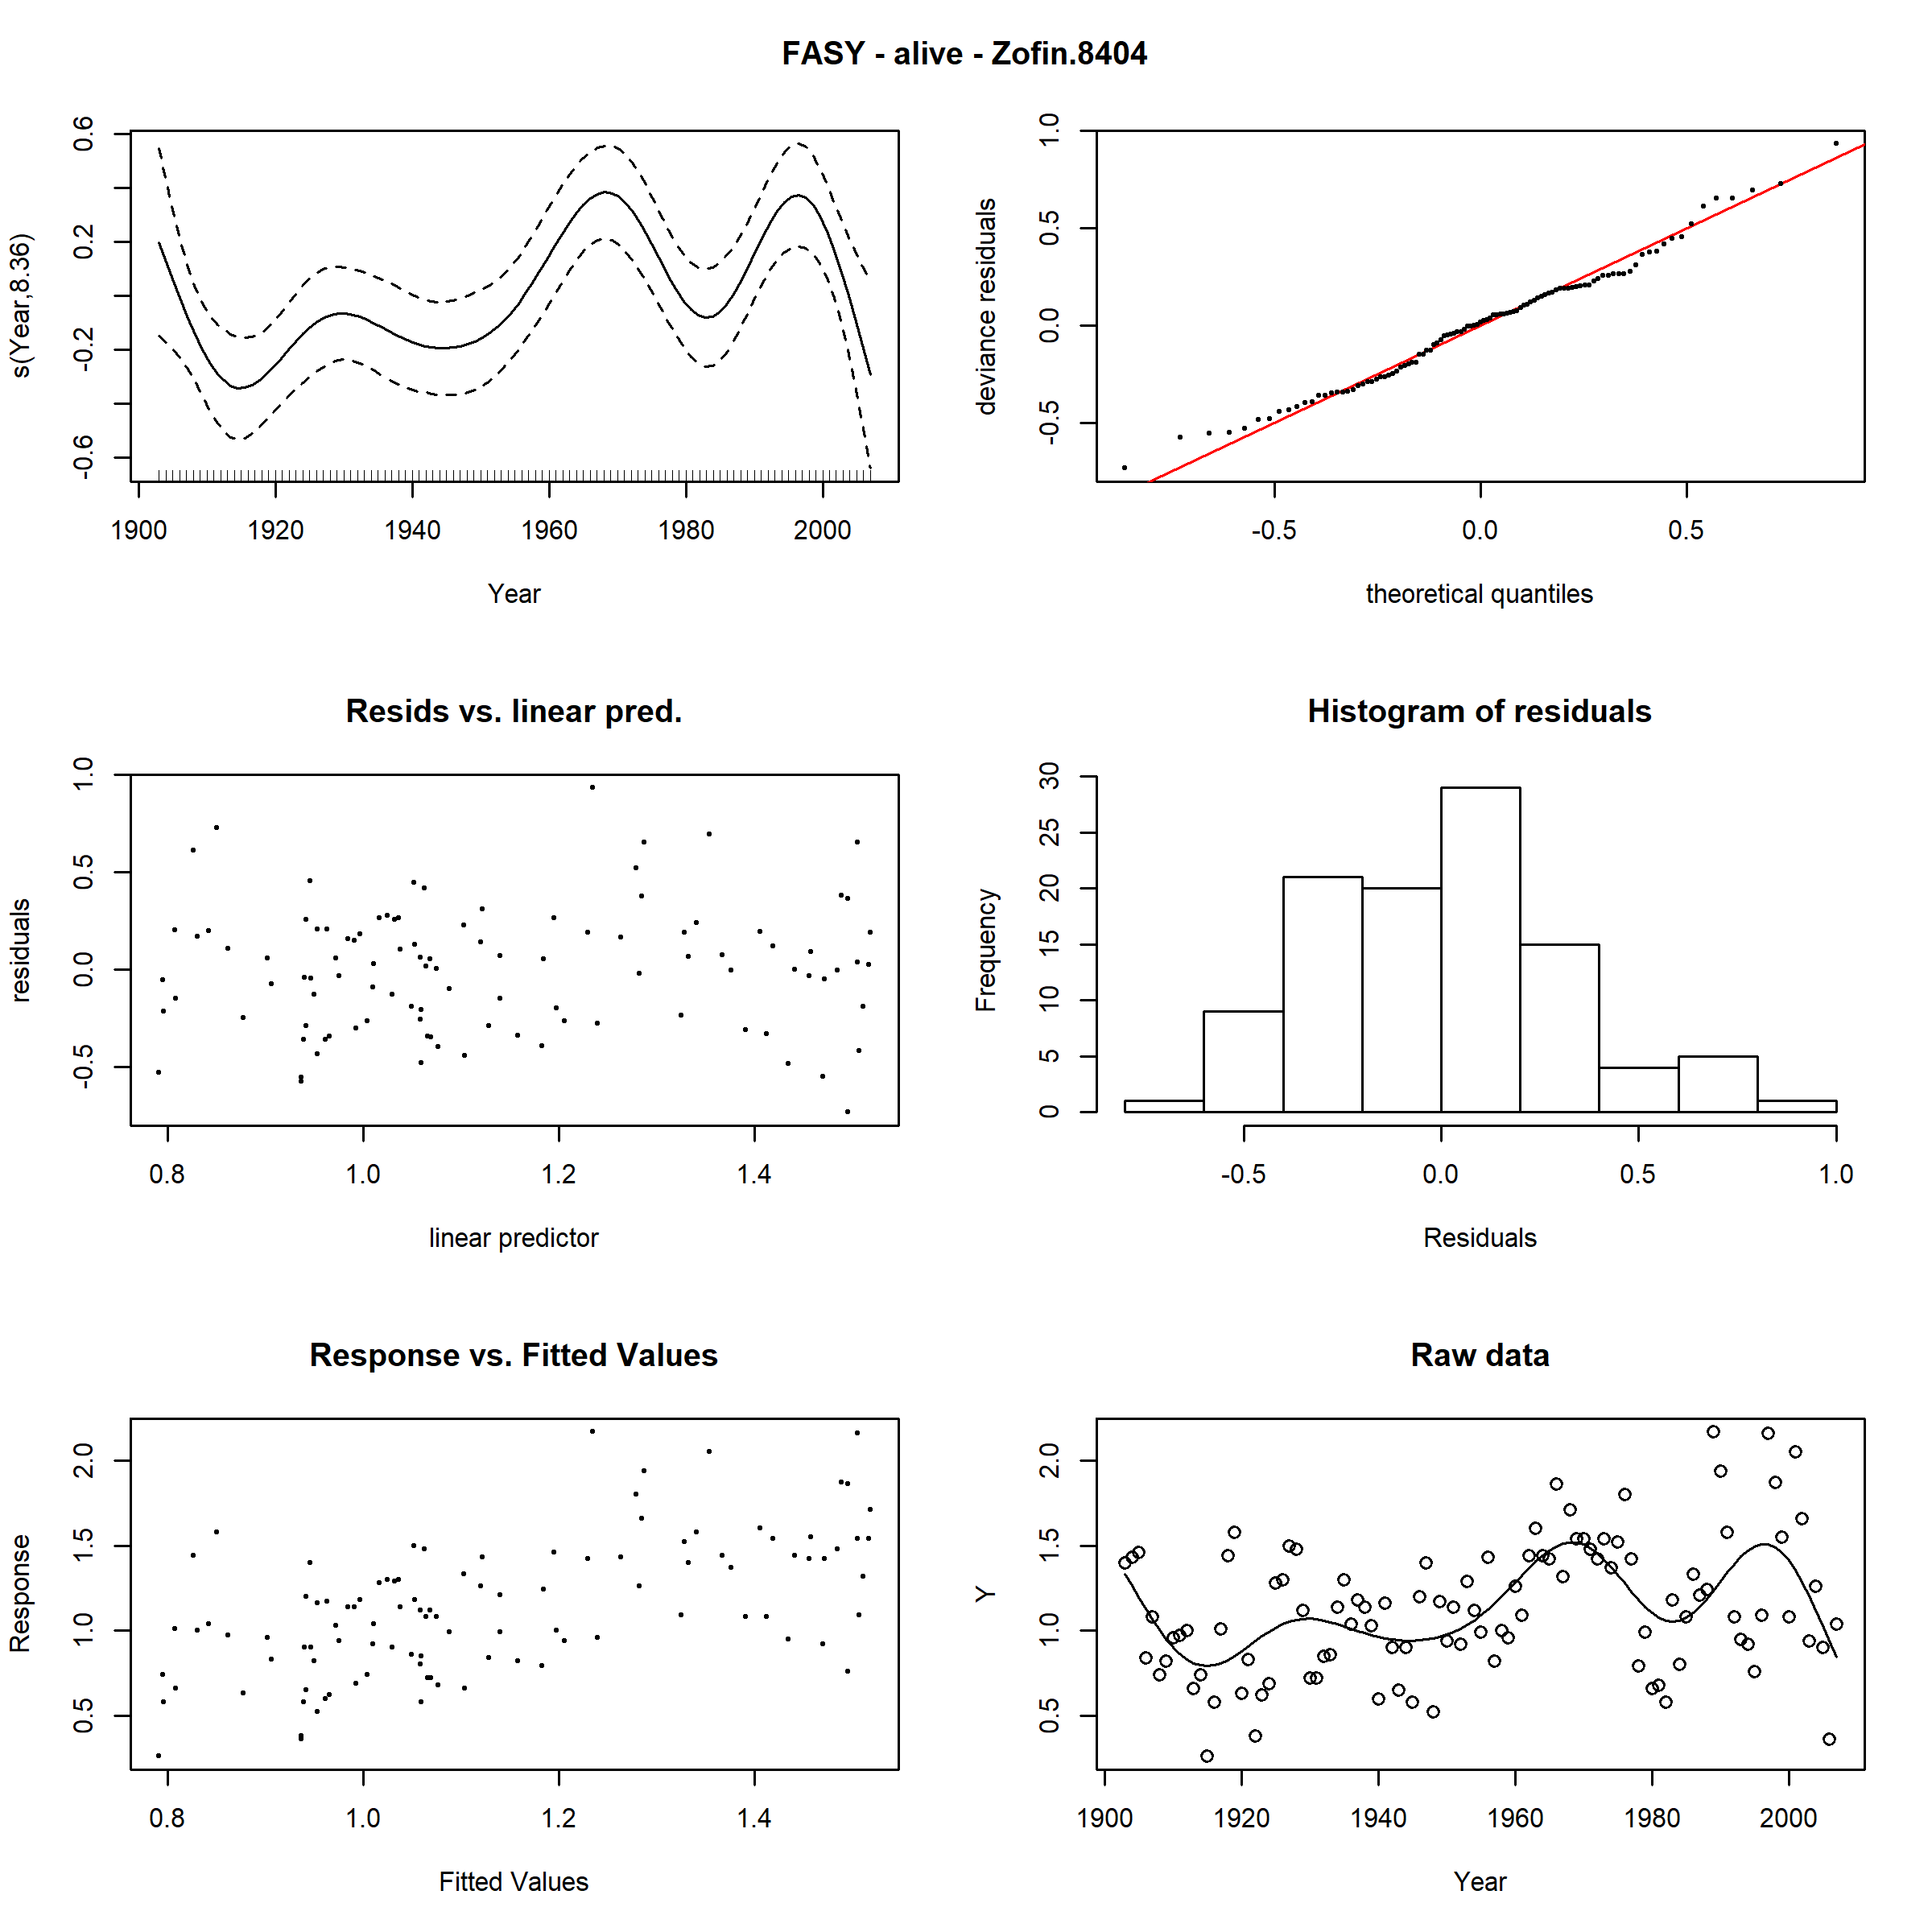 FASY - alive - Zofin.8404
s(Year,8.36)
-0.6 -0.2 0.2 0.6
1900 1920 1940 1960 1980 2000
Year
deviance residuals
-0.5 0.0 0.5 1.0
-0.5 0.0 0.5
theoretical quantiles
Resids vs. linear pred.
residuals
-0.5 0.0 0.5 1.0
0.8 1.0 1.2 1.4
linear predictor
Histogram of residuals
Frequency
0 5 10 15 20 25 30
-0.5 0.0 0.5 1.0
Residuals
Response vs. Fitted Values
Response
0.5 1.0 1.5 2.0
0.8 1.0 1.2 1.4
Fitted Values
Raw data
Y
0.5 1.0 1.5 2.0
1900 1920 1940 1960 1980 2000
Year